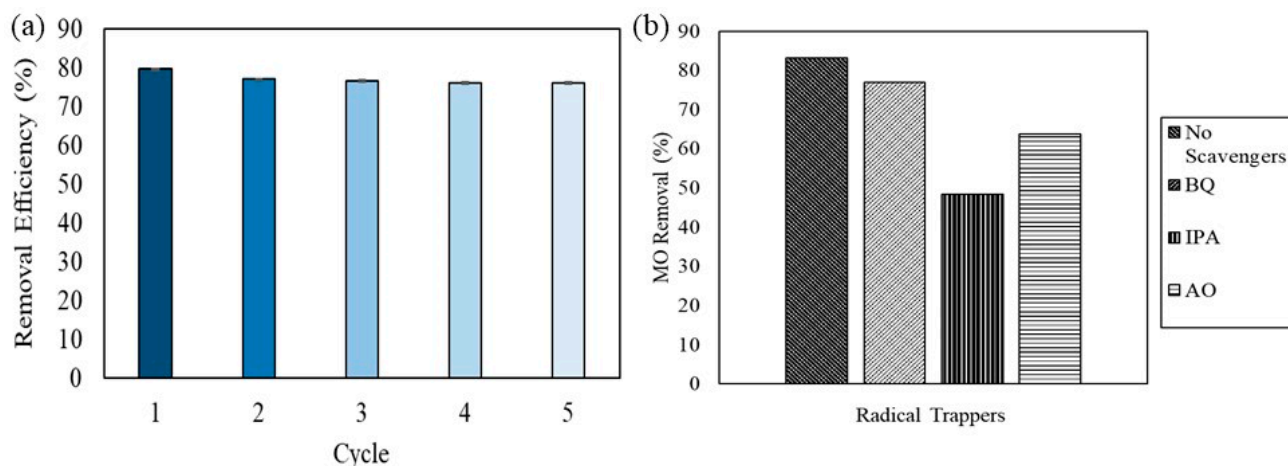 (a)
Removal Efficiency (%)
90
80
70
60
50
40
30
20
10
0
1 2 3 4 5
Cycle
(b)
MO Removal (%)
90
80
70
60
50
40
30
20
10
0
Radical Trappers
No
Scavengers
BQ
IPA
AO